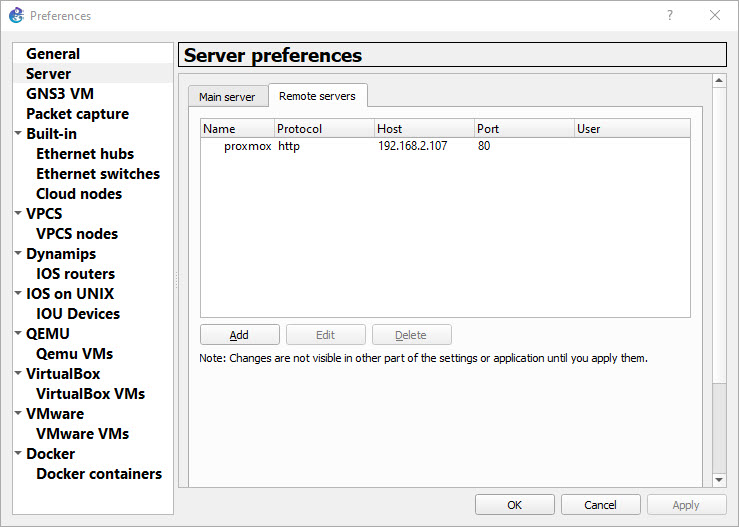 Preferences
?
General
Server
GNS3 VM
Packet capture
Built-in
Ethernet hubs
Ethernet switches
Cloud nodes
VPCS
VPCS nodes
Dynamips
IOS routers
IOS on UNIX
IOU Devices
QEMU
Qemu VMs
VirtualBox
VirtualBox VMs
VMware
VMware VMs
Docker
Docker containers
Server preferences
Main server Remote servers
Name Protocol Host Port User
proxmox http 192.168.2.107 80
Add Edit Delete
Note: Changes are not visible in other part of the settings or application until you apply them.
OK Cancel Apply